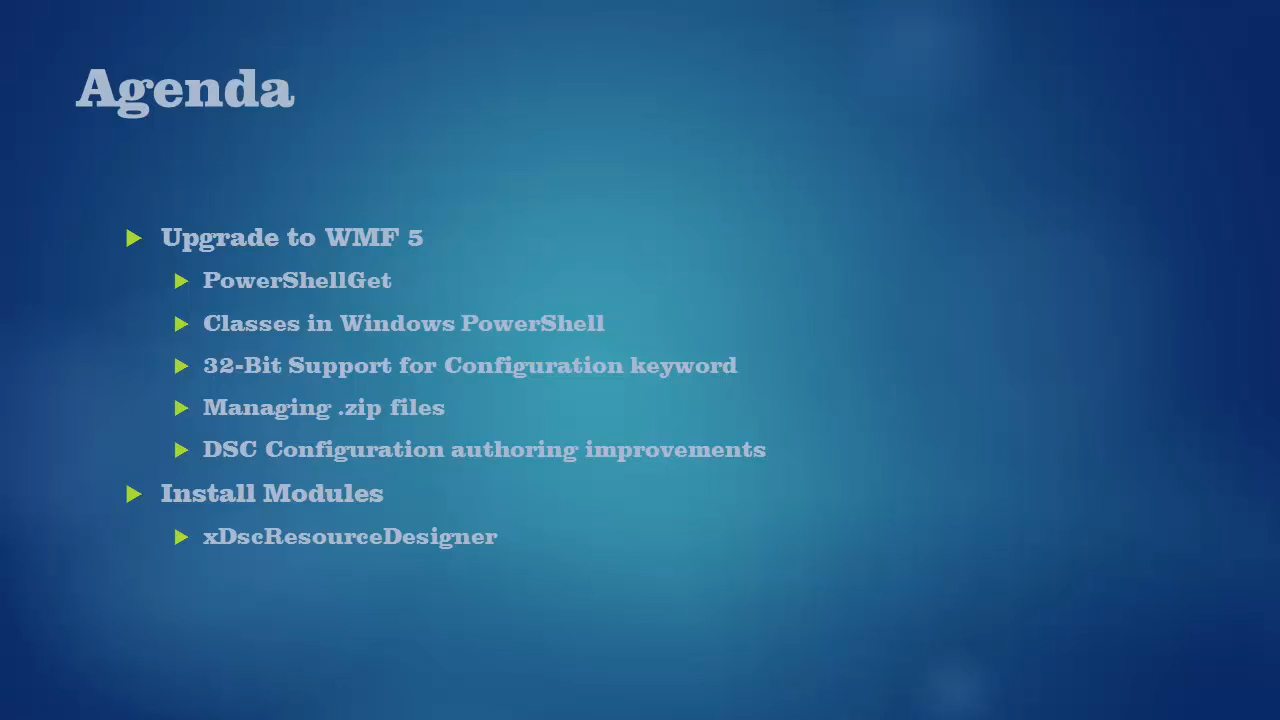 Agenda
Upgrade to WMF 5
PowerShellGet
Classes in Windows PowerShell
32-Bit Support for Configuration keyword
Managing .zip files
DSC Configuration authoring improvements
Install Modules
xDscResourceDesigner